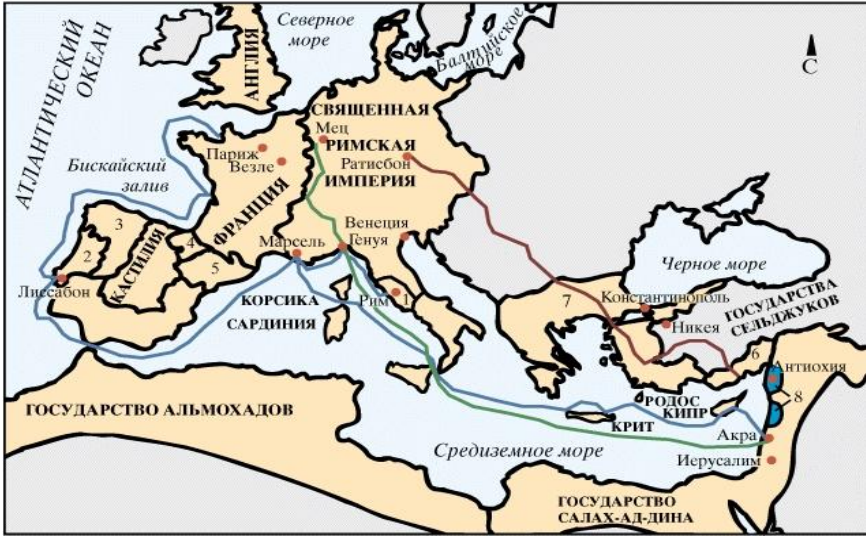 Северное
море
Балтийское
море
С
АТЛАНТИЧЕСКИЙ
ОКЕАН
АНГЛИЯ
СВЯЩЕННАЯ
Мец
РИМСКАЯ
Ратисбон
ИМПЕРИЯ
Париж
Везле
Бискайский
залив
ФРАНЦИЯ
Венеция
Генуя
Марсель
3
2
4
5
КАСТИЛИЯ
Лиссабон
КОРСИКА
САРДИНИЯ
Рим
1
7
Черное море
Константинополь
Никея
ГОСУДАРСТВА
СЕЛЬДЖУКОВ
6
Антиохия
8
РОДОС
КИПР
КРИТ
Акра
Иерусалим
ГОСУДАРСТВО АЛЬМОХАДОВ
Средиземное море
ГОСУДАРСТВО
САЛАХ-АД-ДИНА